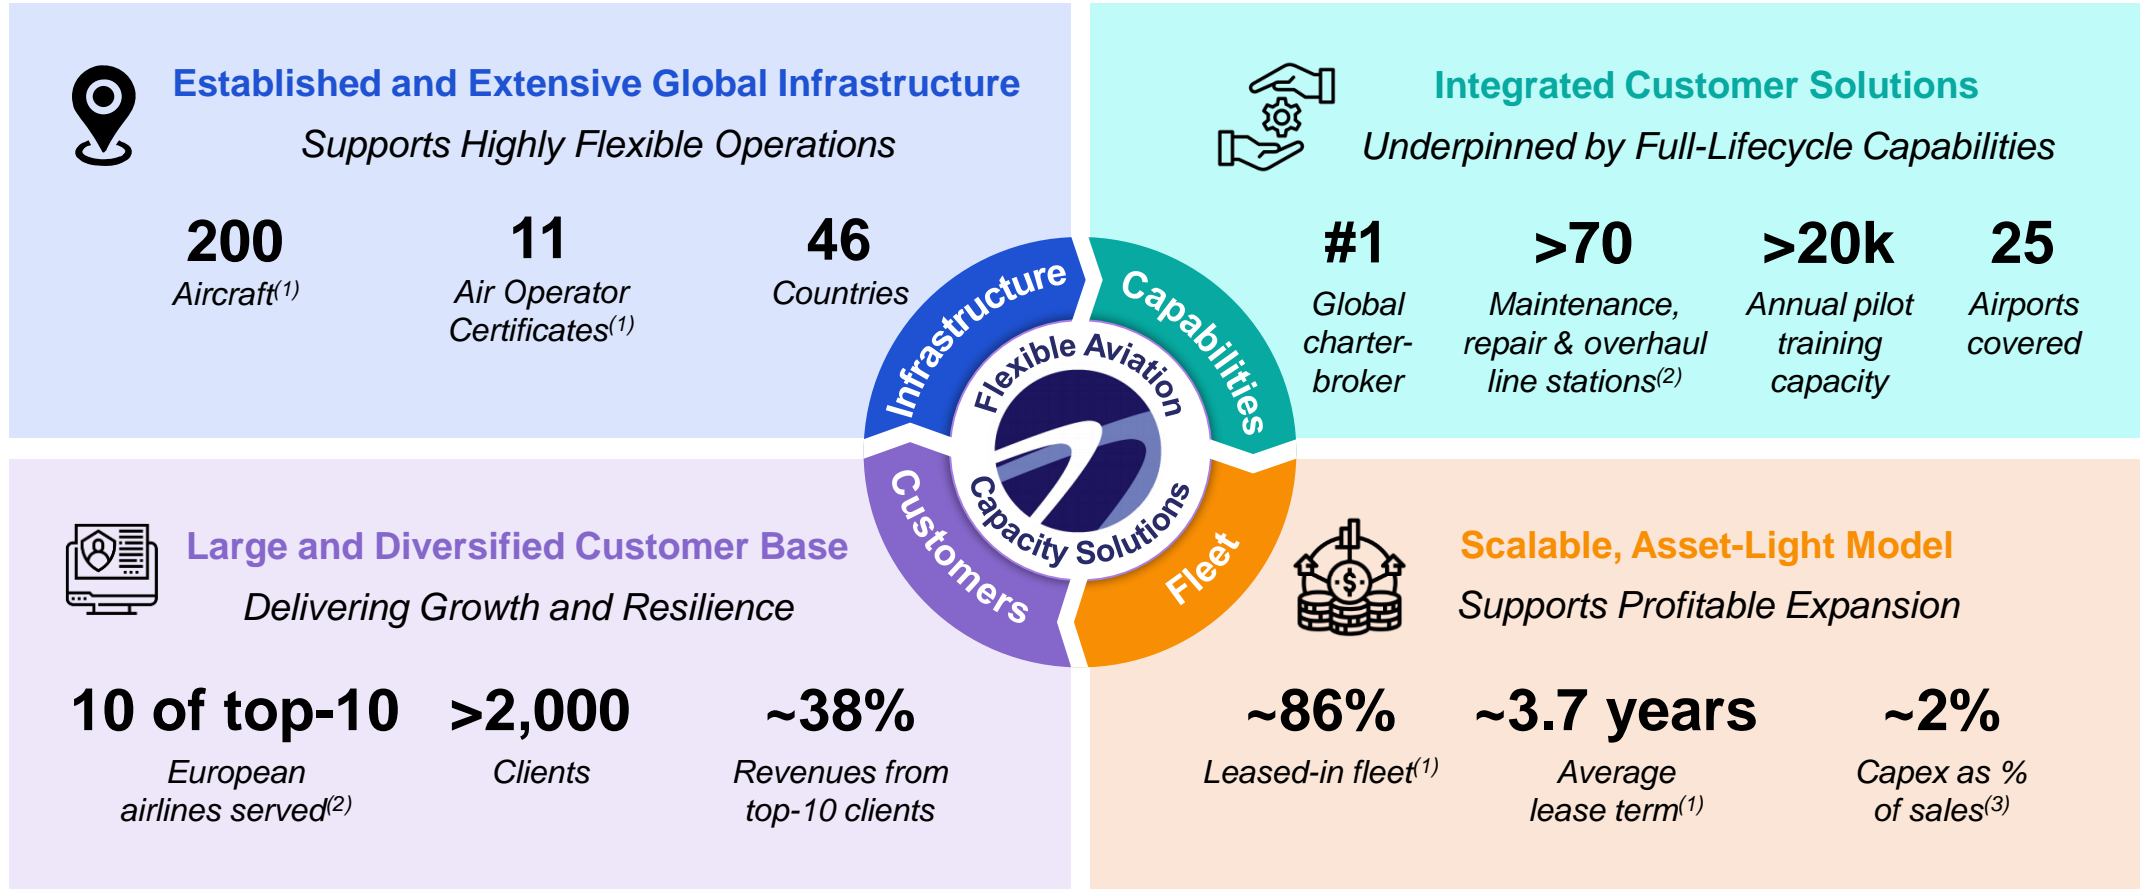 Established and Extensive Global Infrastructure
Supports Highly Flexible Operations
200
Aircraft(1)
11
Air Operator
Certificates(1)
46
Countries
Integrated Customer Solutions
Underpinned by Full-Lifecycle Capabilities
#1
Global
charter-
broker
>70
Maintenance,
repair & overhaul
line stations(2)
>20k
Annual pilot
training
capacity
25
Airports
covered
Infrastructure
Capabilities
Flexible Aviation
Capacity Solutions
Customers
Fleet
Large and Diversified Customer Base
Delivering Growth and Resilience
10 of top-10
European
airlines served(2)
>2,000
Clients
~38%
Revenues from
top-10 clients
Scalable, Asset-Light Model
Supports Profitable Expansion
~86%
Leased-in fleet(1)
~3.7 years
Average
lease term(1)
~2%
Capex as %
of sales(3)